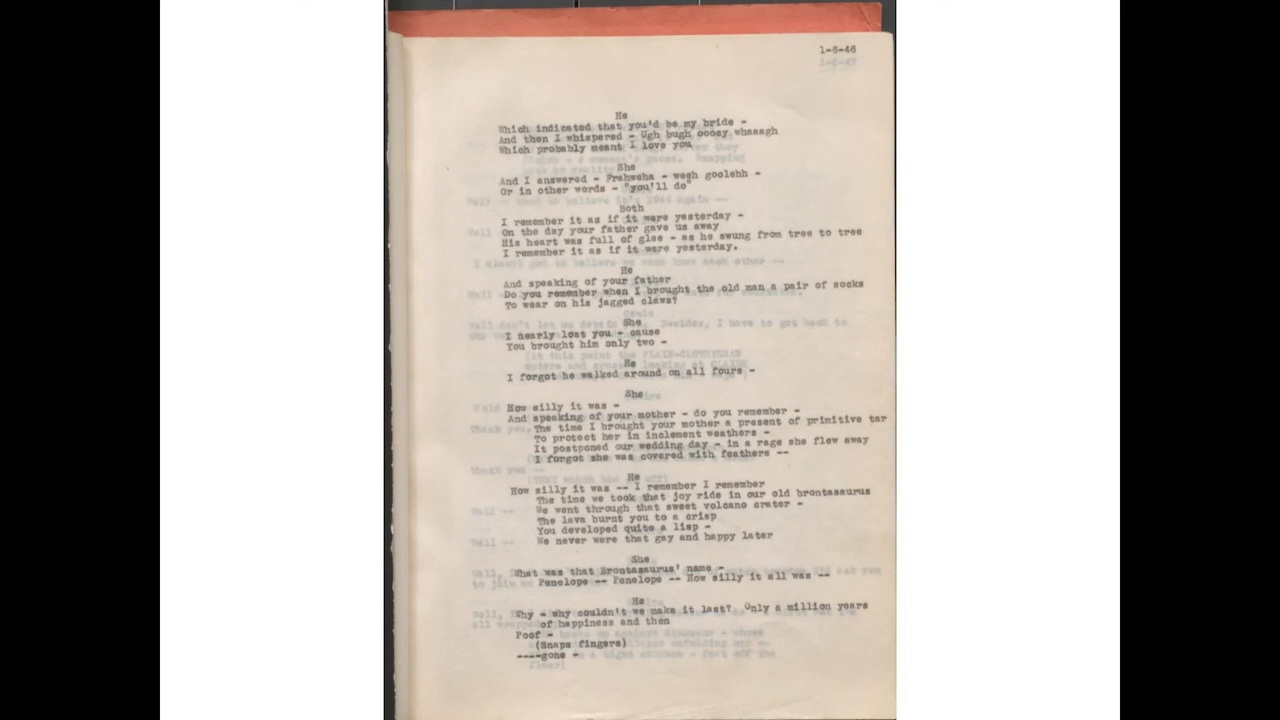 1-6-46
He
Which indicated that you'd be my bride -
And then I whispered - Ugh bugh ooosy whaaagh
Which probably meant I love you
She
And I answered - Prahweha - wegh goolehh -
Or in other words - "you'll do"
Both
I remember it as if it were yesterday -
On the day your father gave us away
His heart was full of glee - as he swung from tree to tree
I remember it as if it were yesterday.
He
And speaking of your father
Do you remember when I brought the old man a pair of socks
To wear on his jagged claws?
She
I nearly lost you - cause
You brought him only two -
He
I forgot he walked around on all fours -
She
How silly it was -
And speaking of your mother - do you remember -
The time I brought your mother a present of primitive tar
To protect her in inclement weathers -
It postponed our wedding day - in a rage she flew away
I forgot she was covered with feathers --
He
How silly it was -- I remember I remember
The time we took that joy ride in our old brontasaurus
We went through that sweet volcano crater -
The lava burnt you to a crisp
You developed quite a lisp -
We never were that gay and happy later
She
What was that Brontasaurus' name -
Penelope -- Ponelope -- How silly it all was --
He
Why - why couldn't we make it last? Only a million years
of happiness and then
Poof -
(Snaps fingers)
----gone -